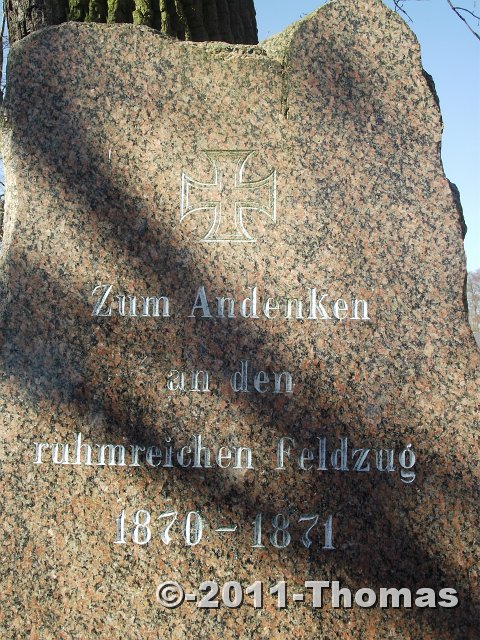 Zum Andenken
an den
ruhmreichen Feldzug
1870 - 1871
©-2011-Thomas